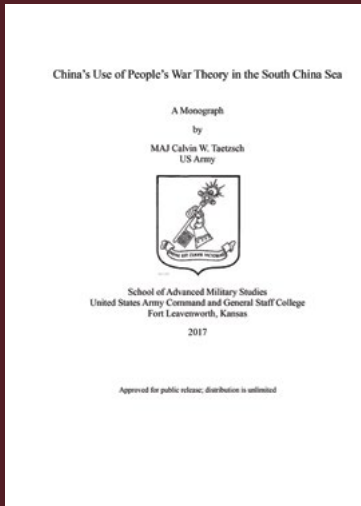 China's Use of People's War Theory in the South China Sea
A Monograph
by
MAJ Calvin W. Taetzsch
US Army
School of Advanced Military Studies
United States Army Command and General Staff College
Fort Leavenworth, Kansas
2017
Approved for public release; distribution is unlimited